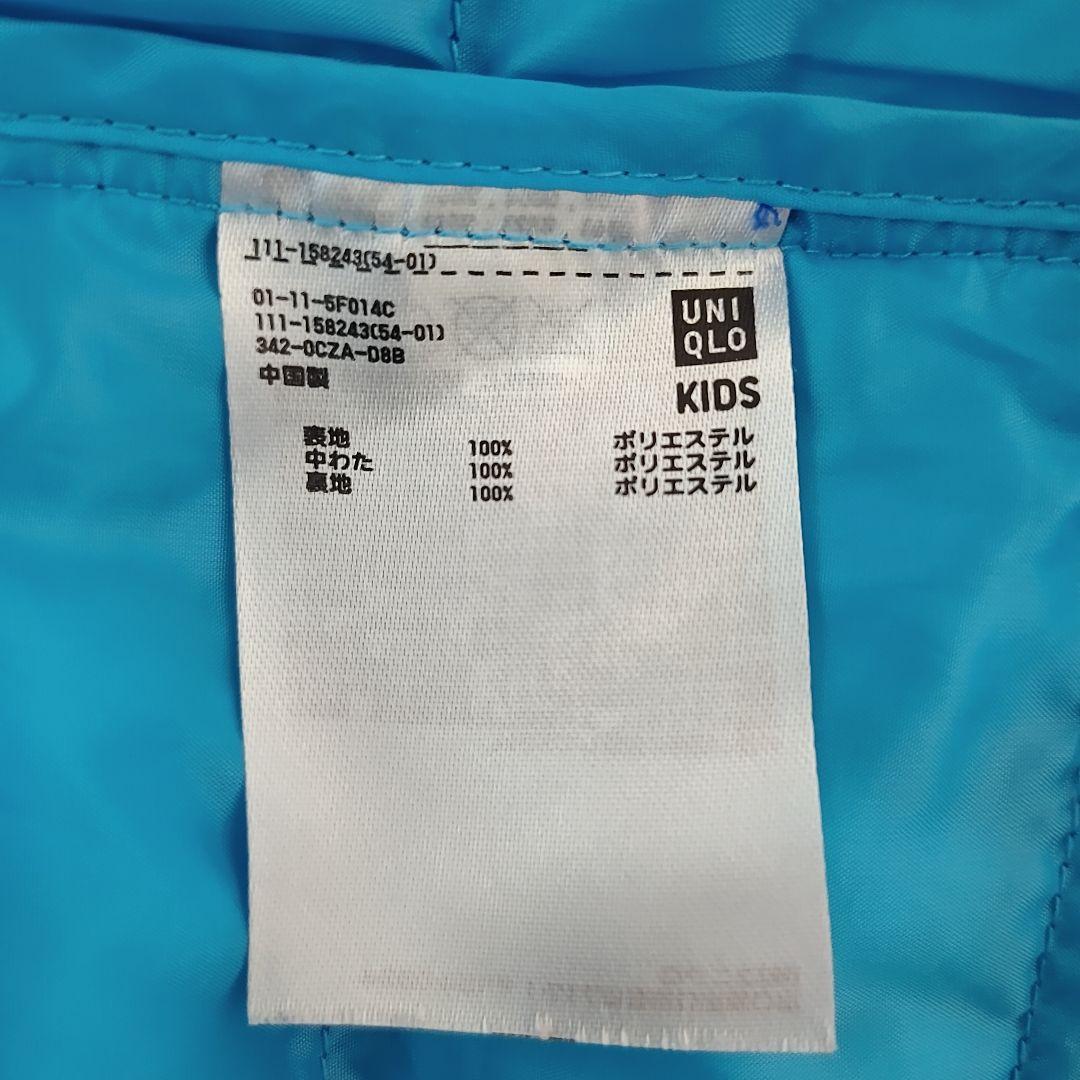 111-158243(54-01)
01-11-5F014C
111-158243(54-01)
342-0CZA-D8B
中国製
UNI
QLO
KIDS
表地 100% ポリエステル
中わた 100% ポリエステル
裏地 100% ポリエステル